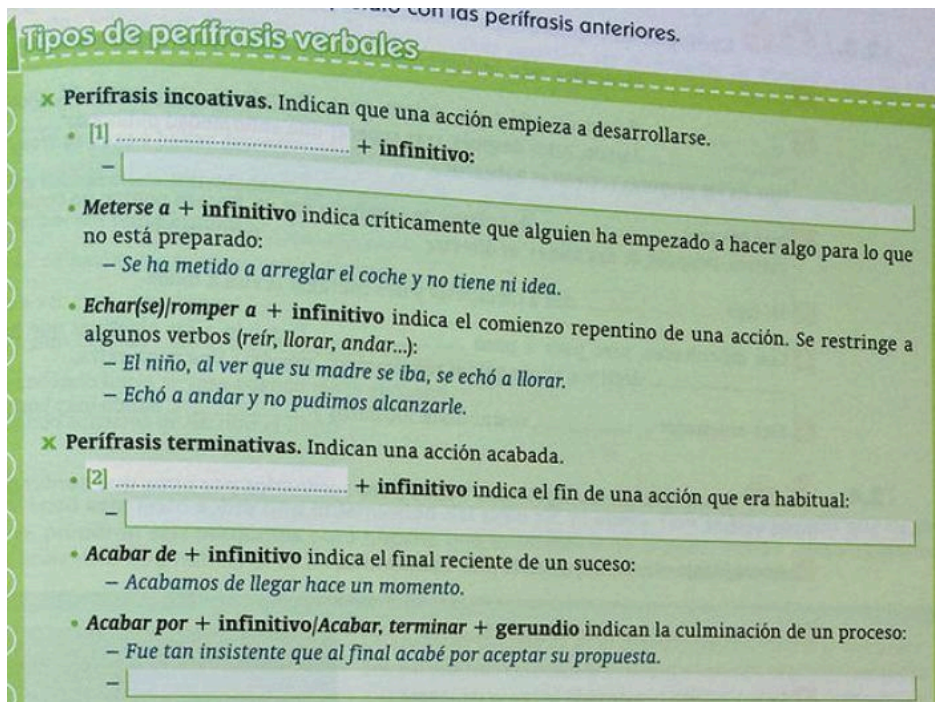 con las perífrasis anteriores.
Tipos de perífrasis verbales
x Perífrasis incoativas. Indican que una acción empieza a desarrollarse.
• [1] ........................................ + infinitivo:
–
• Meterse a + infinitivo indica críticamente que alguien ha empezado a hacer algo para lo que
no está preparado:
– Se ha metido a arreglar el coche y no tiene ni idea.
• Echar(se)/romper a + infinitivo indica el comienzo repentino de una acción. Se restringe a
algunos verbos (reír, llorar, andar...):
– El niño, al ver que su madre se iba, se echó a llorar.
– Echó a andar y no pudimos alcanzarle.
x Perífrasis terminativas. Indican una acción acabada.
• [2] ........................................ + infinitivo indica el fin de una acción que era habitual:
–
• Acabar de + infinitivo indica el final reciente de un suceso:
– Acabamos de llegar hace un momento.
• Acabar por + infinitivo/Acabar, terminar + gerundio indican la culminación de un proceso:
– Fue tan insistente que al final acabé por aceptar su propuesta.
–